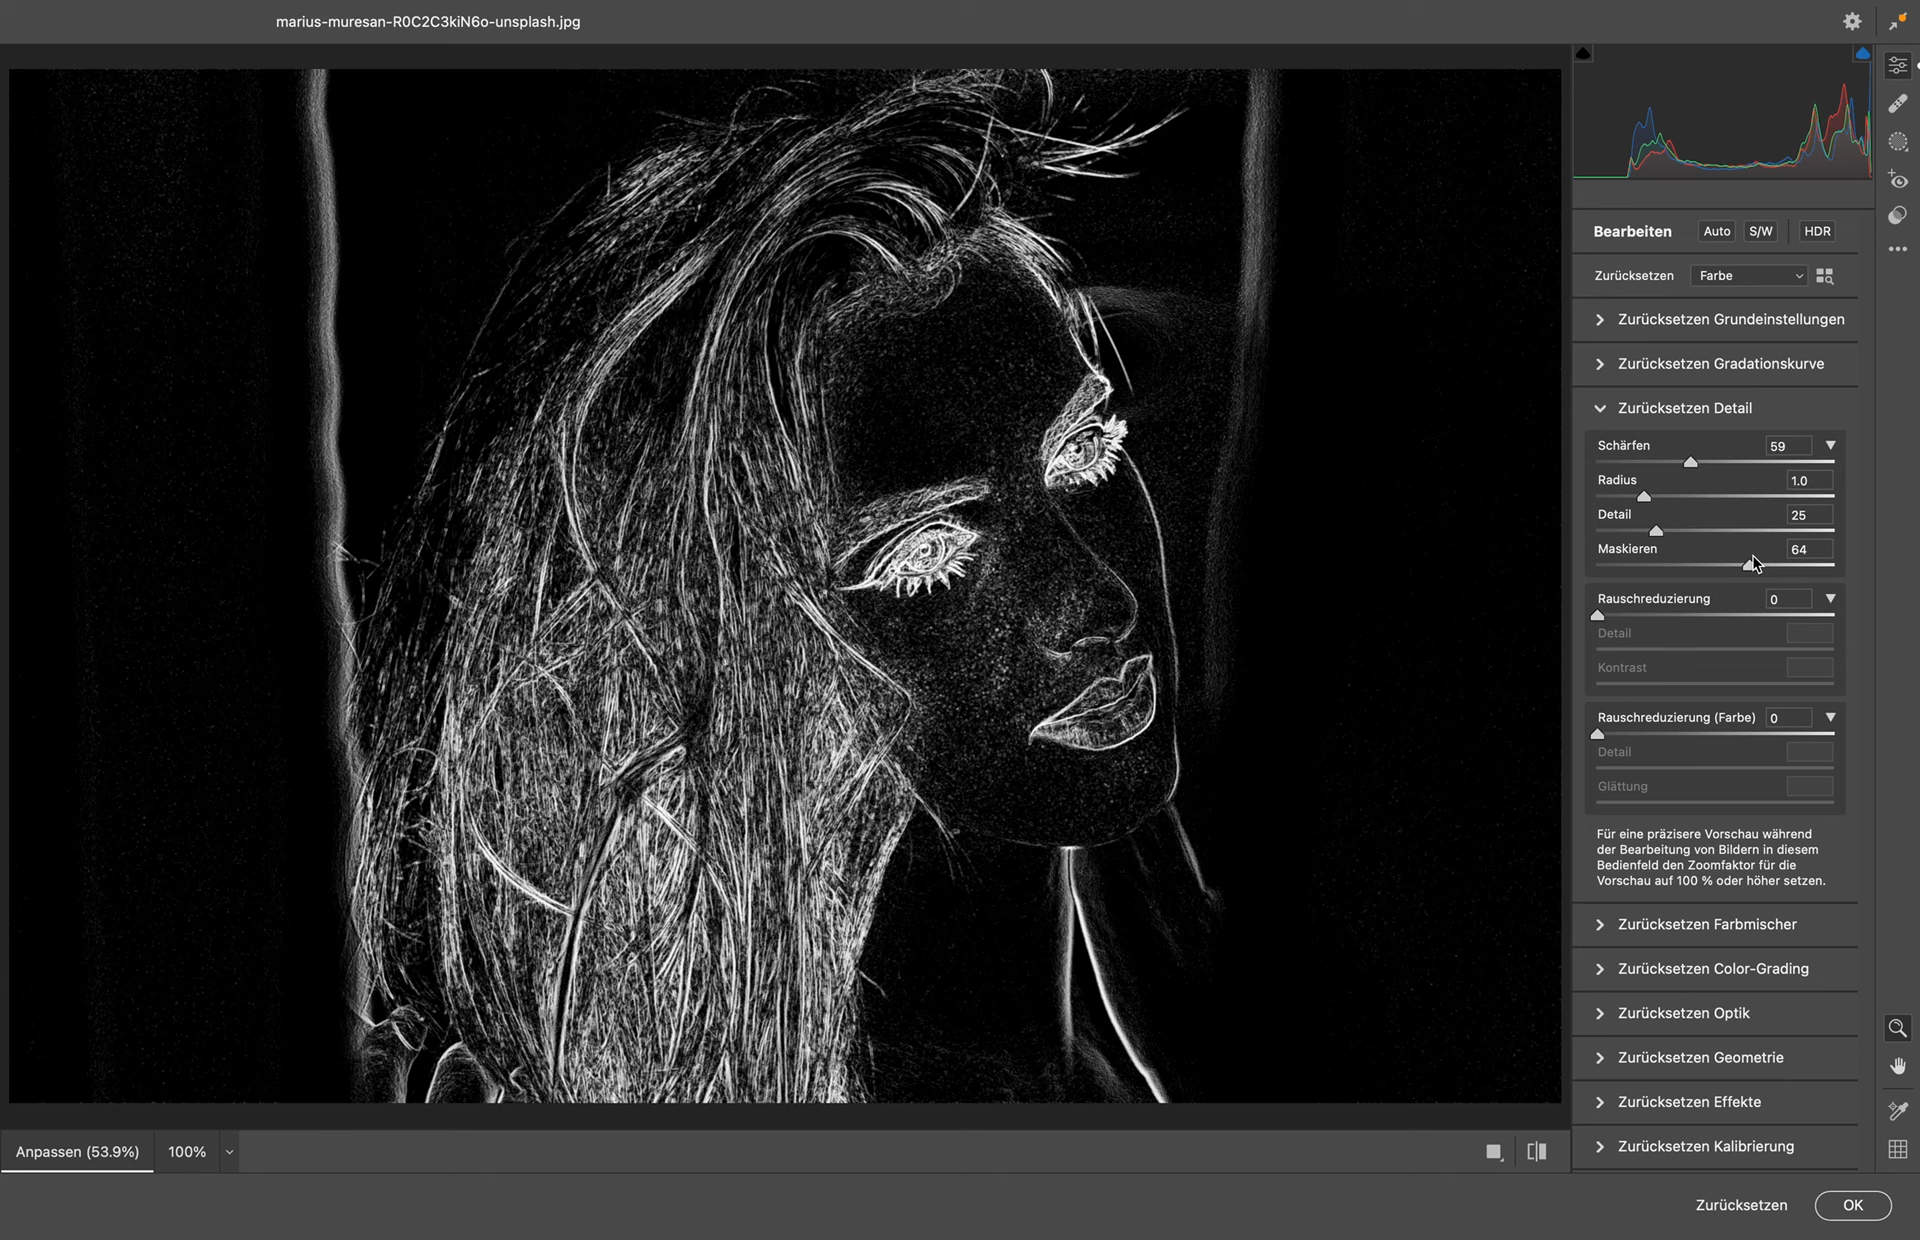 marius-muresan-R0C2C3kiN6o-unsplash.jpg
Bearbeiten Auto S/W HDR
Zurücksetzen Farbe
Zurücksetzen Grundeinstellungen
Zurücksetzen Gradationskurve
Zurücksetzen Detail
Schärfen 59
Radius 1.0
Detail 25
Maskieren 64
Rauschreduzierung 0
Detail
Kontrast
Rauschreduzierung (Farbe) 0
Detail
Glättung
Für eine präzisere Vorschau während
der Bearbeitung von Bildern in diesem
Bedienfeld den Zoomfaktor für die
Vorschau auf 100 % oder höher setzen.
Zurücksetzen Farbmischer
Zurücksetzen Color-Grading
Zurücksetzen Optik
Zurücksetzen Geometrie
Zurücksetzen Effekte
Zurücksetzen Kalibrierung
Anpassen (53.9%) 100%
Zurücksetzen OK